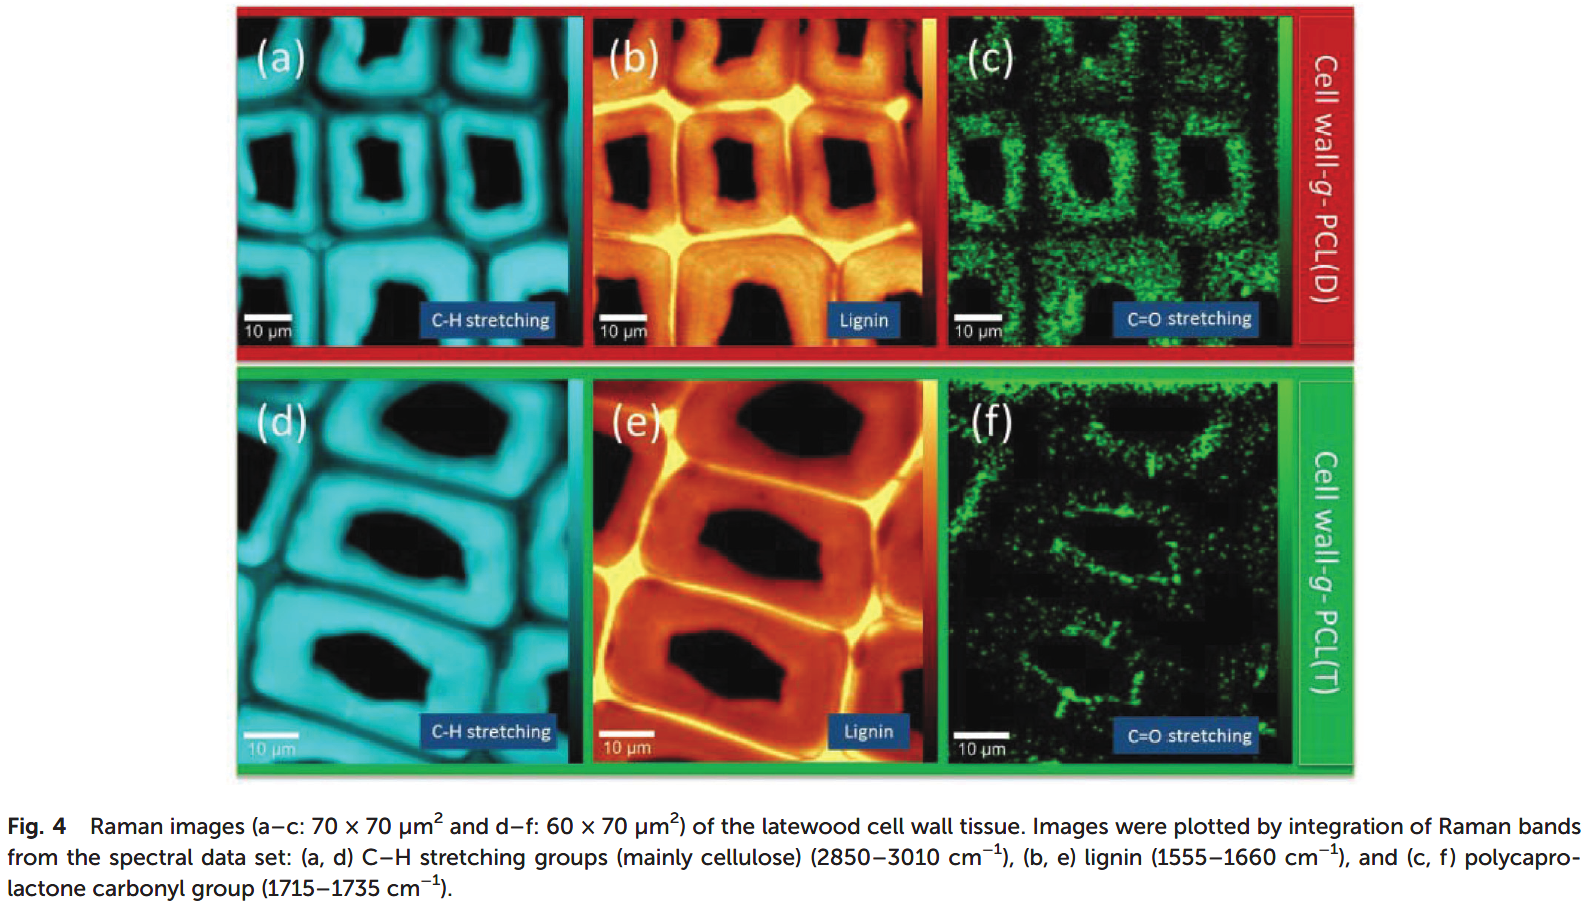 (a)
(b)
(c)
C-H stretching
Lignin
C=O stretching
10 µm
10 µm
10 µm
Cell wall-g- PCL(D)
(d)
(e)
(f)
C-H stretching
Lignin
C=O stretching
10 µm
10 µm
10 µm
Cell wall-g- PCL(T)
Fig. 4 Raman images (a–c: 70 × 70 µm² and d–f: 60 × 70 µm²) of the latewood cell wall tissue. Images were plotted by integration of Raman bands
from the spectral data set: (a, d) C–H stretching groups (mainly cellulose) (2850–3010 cm⁻¹), (b, e) lignin (1555–1660 cm⁻¹), and (c, f) polycapro-
lactone carbonyl group (1715–1735 cm⁻¹).